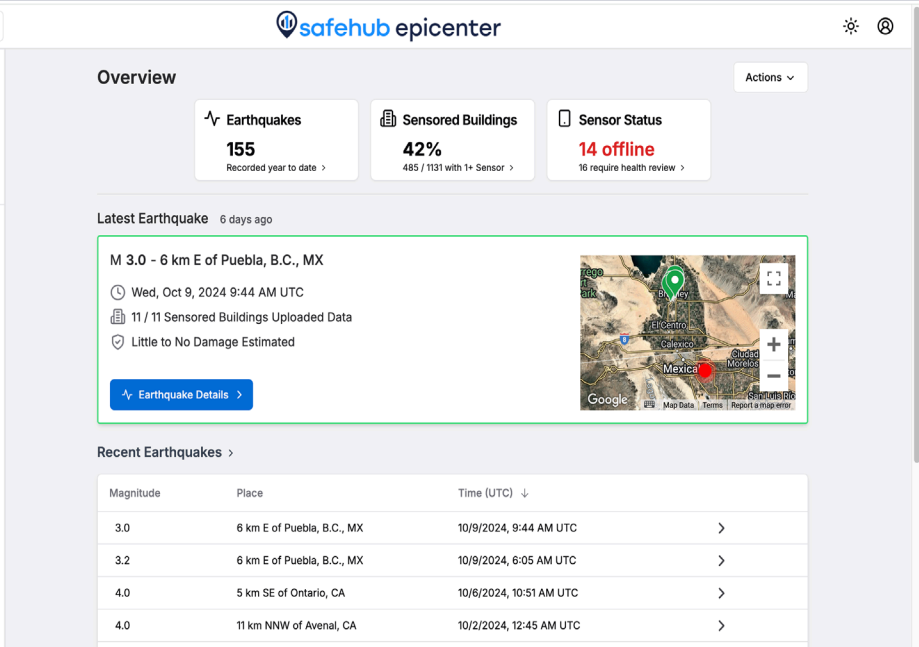 safehub epicenter
Overview
Actions
Earthquakes
155
Recorded year to date >
Sensored Buildings
42%
485 / 1131 with 1+ Sensor >
Sensor Status
14 offline
16 require health review >
Latest Earthquake 6 days ago
M 3.0 - 6 km E of Puebla, B.C., MX
Wed, Oct 9, 2024 9:44 AM UTC
11 / 11 Sensored Buildings Uploaded Data
Little to No Damage Estimated
Earthquake Details >
El Centro
8
Calexico
Mexica
Ciudad
Morelos
San Luis Río
Google
Map Data
Terms
Report a map error
Recent Earthquakes >
Magnitude Place Time (UTC) ↓
3.0 6 km E of Puebla, B.C., MX 10/9/2024, 9:44 AM UTC >
3.2 6 km E of Puebla, B.C., MX 10/9/2024, 6:05 AM UTC >
4.0 5 km SE of Ontario, CA 10/6/2024, 10:51 AM UTC >
4.0 11 km NNW of Avenal, CA 10/2/2024, 12:45 AM UTC >